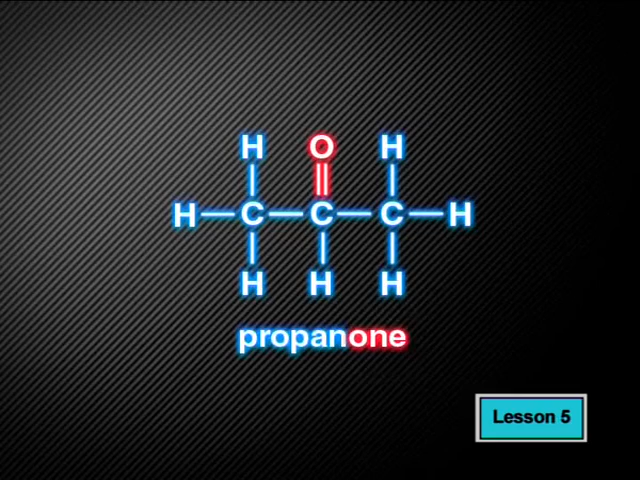 H O H
H C C C H
H H H
propanone
Lesson 5